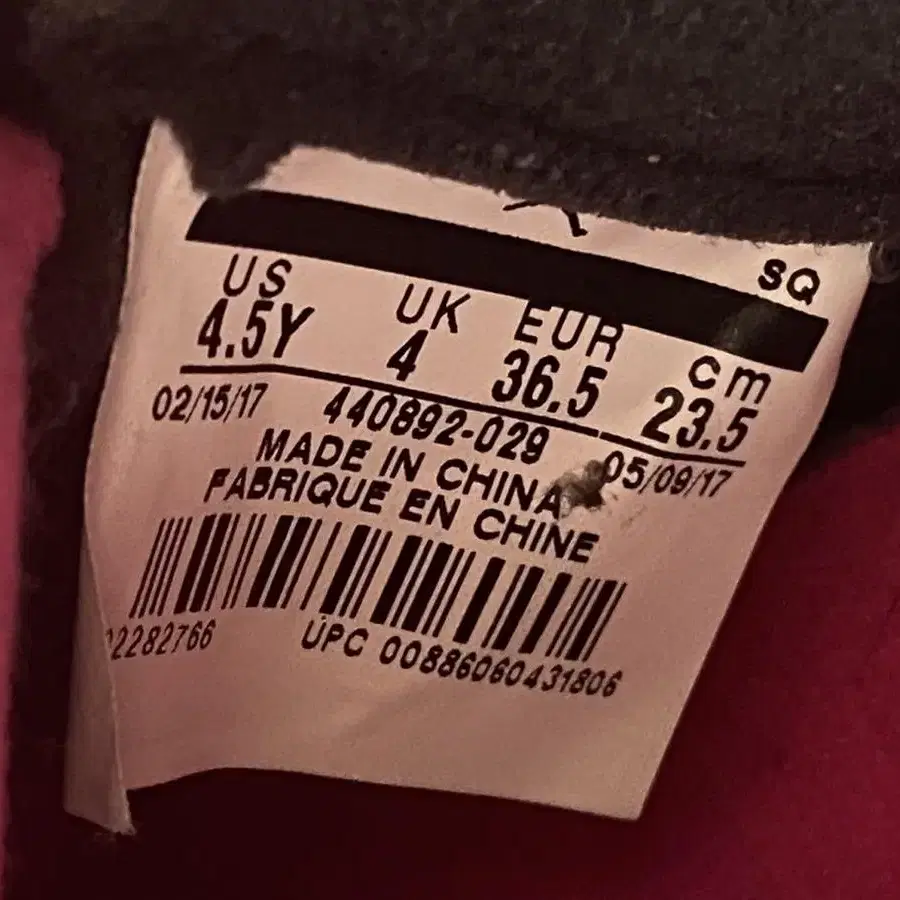 SQ
US UK EUR cm
4.5Y 4 36.5 23.5
02/15/17 440892-029 05/09/17
MADE IN CHINA
FABRIQUE EN CHINE
2282766 UPC 00886060431806